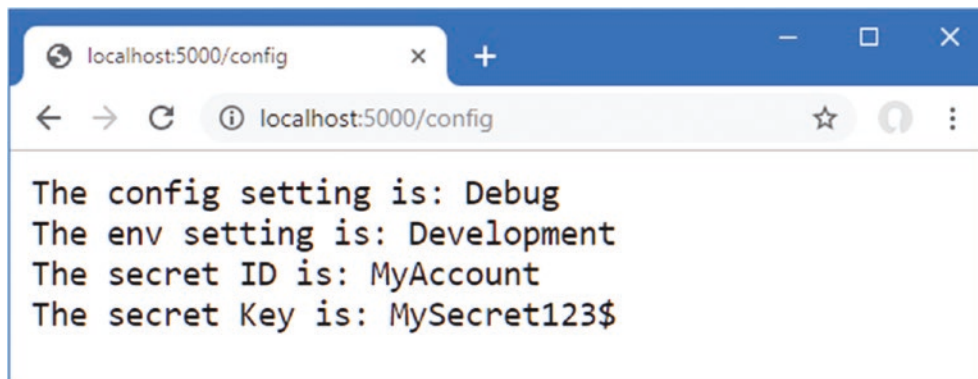 localhost:5000/config
localhost:5000/config
The config setting is: Debug
The env setting is: Development
The secret ID is: MyAccount
The secret Key is: MySecret123$